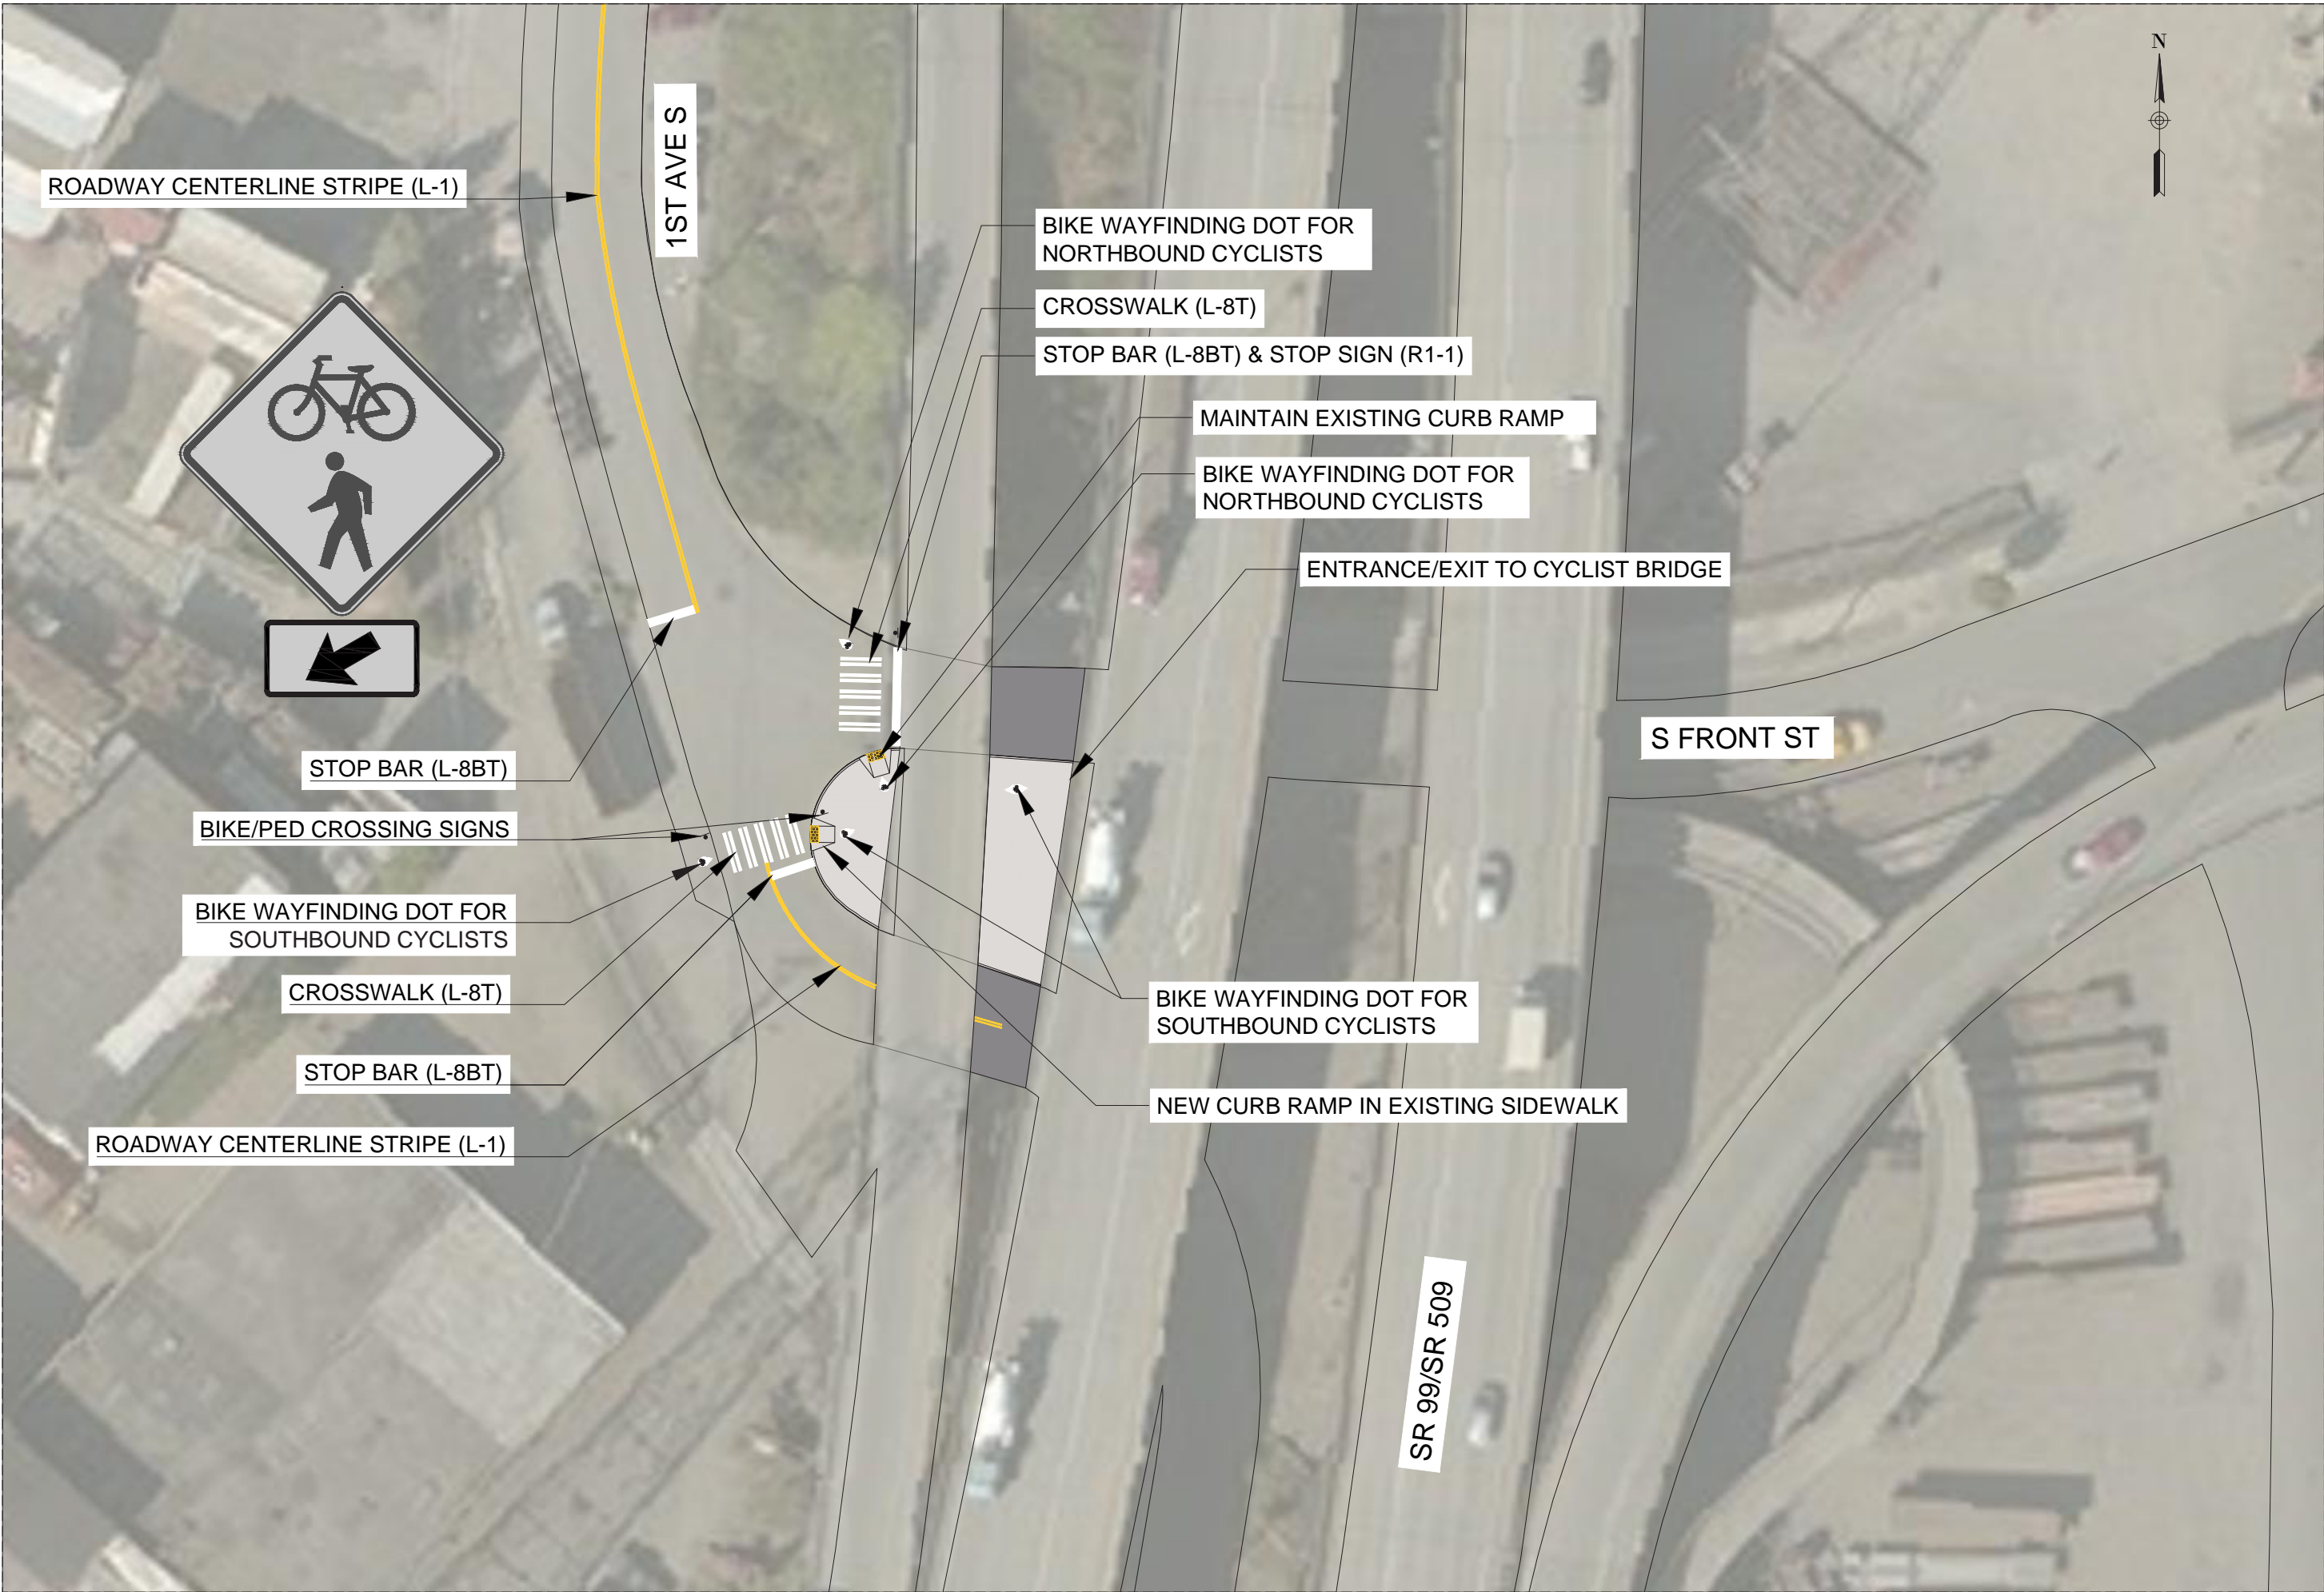 N
1ST AVE S
ROADWAY CENTERLINE STRIPE (L-1)
BIKE WAYFINDING DOT FOR
NORTHBOUND CYCLISTS
CROSSWALK (L-8T)
STOP BAR (L-8BT) & STOP SIGN (R1-1)
MAINTAIN EXISTING CURB RAMP
BIKE WAYFINDING DOT FOR
NORTHBOUND CYCLISTS
ENTRANCE/EXIT TO CYCLIST BRIDGE
S FRONT ST
STOP BAR (L-8BT)
BIKE/PED CROSSING SIGNS
BIKE WAYFINDING DOT FOR
SOUTHBOUND CYCLISTS
CROSSWALK (L-8T)
STOP BAR (L-8BT)
ROADWAY CENTERLINE STRIPE (L-1)
BIKE WAYFINDING DOT FOR
SOUTHBOUND CYCLISTS
NEW CURB RAMP IN EXISTING SIDEWALK
SR 99/SR 509